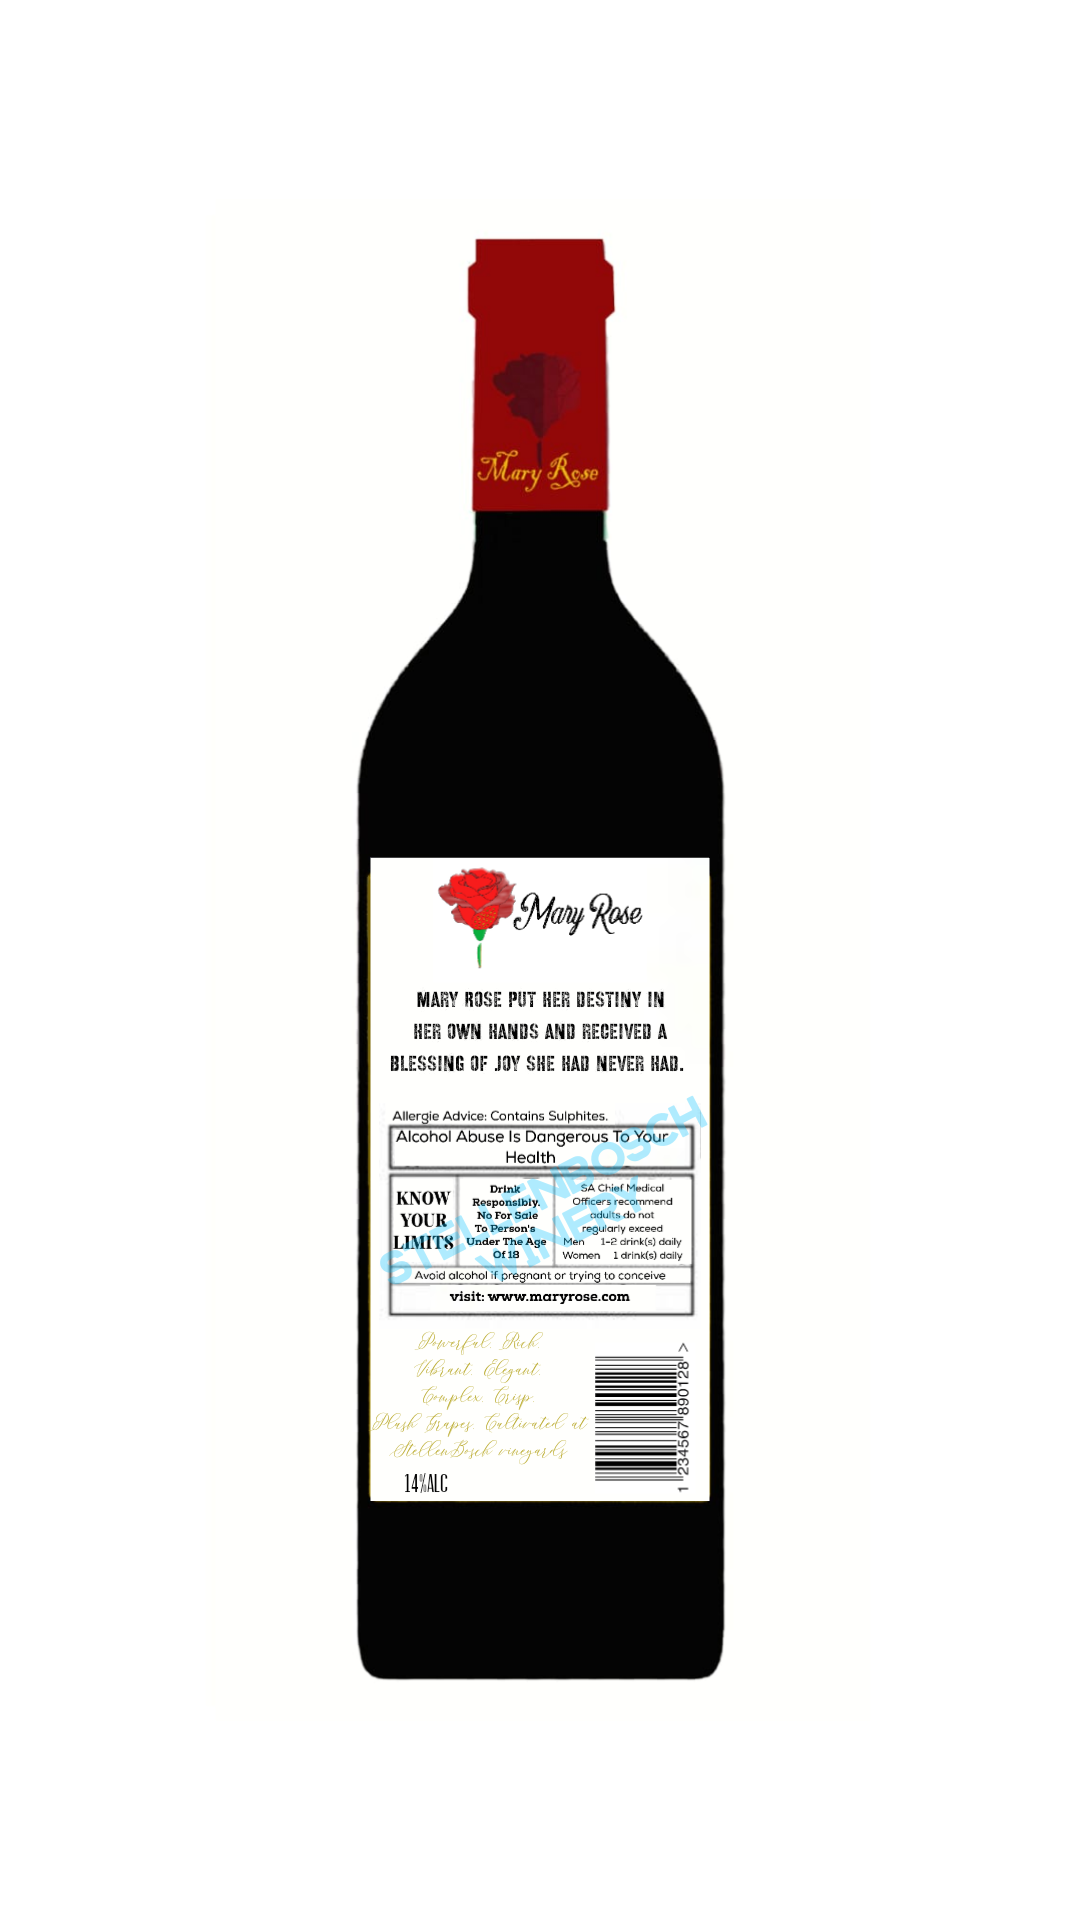 Mary Rose
Mary Rose
MARY ROSE PUT HER DESTINY IN
HER OWN HANDS AND RECEIVED A
BLESSING OF JOY SHE HAD NEVER HAD.
Allergie Advice: Contains Sulphites.
Alcohol Abuse Is Dangerous To Your
Health
KNOW
YOUR
LIMITS
Drink
Responsibly.
No For Sale
To Person's
Under The Age
Of 18
SA Chief Medical
Officers recommend
adults do not
regularly exceed
Men 1-2 drink(s) daily
Women 1 drink(s) daily
Avoid alcohol if pregnant or trying to conceive
visit: www.maryrose.com
STELLENBOSCH
WINERY
Powerful. Rich.
Vibrant. Elegant.
Complex. Crisp.
Plush Grapes Cultivated at
StellenBosch vineyards
14%ALC
1 234567 890128 >